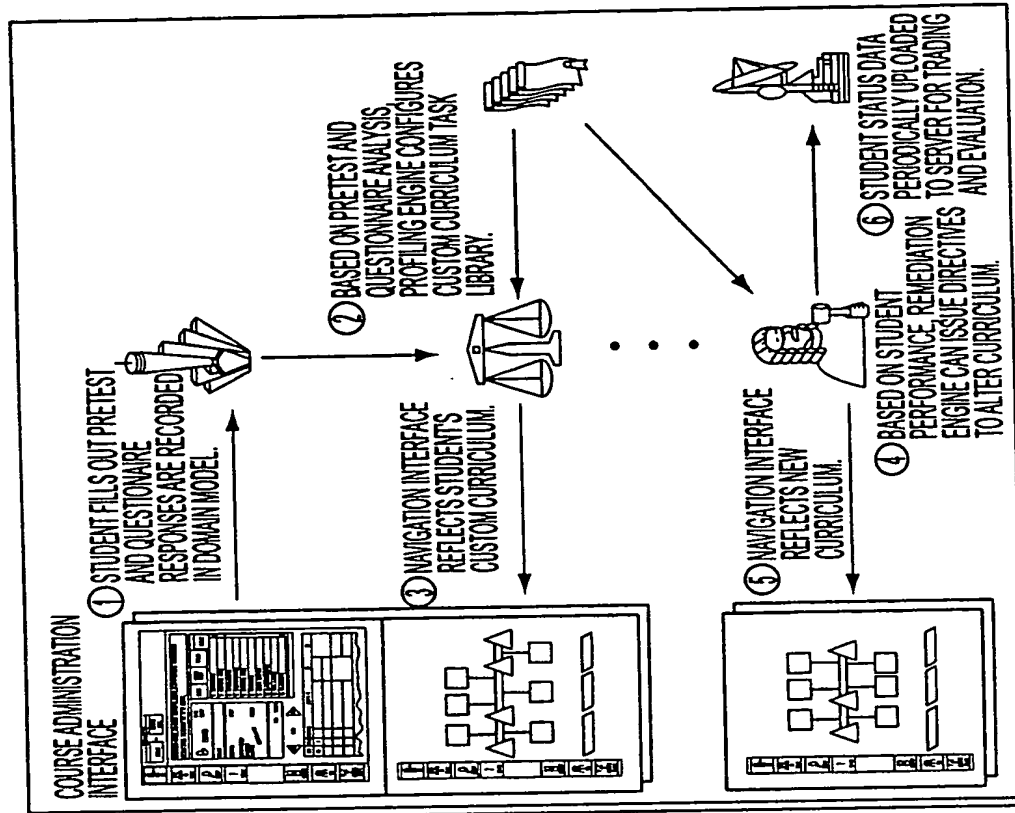 COURSE ADMINISTRATION
INTERFACE
① STUDENT FILLS OUT PRETEST
AND QUESTIONAIRE
RESPONSES ARE RECORDED
IN DOMAIN MODEL.
② BASED ON PRETEST AND
QUESTIONNAIRE ANALYSIS,
PROFILING ENGINE CONFIGURES
CUSTOM CURRICULUM TASK
LIBRARY.
③ NAVIGATION INTERFACE
REFLECTS STUDENT'S
CUSTOM CURRICULUM.
⑤ NAVIGATION INTERFACE
REFLECTS NEW
CURRICULUM.
④ BASED ON STUDENT
PERFORMANCE, REMEDIATION
ENGINE CAN ISSUE DIRECTIVES
TO ALTER CURRICULUM.
⑥ STUDENT STATUS DATA
PERIODICALLY UPLOADED
TO SERVER FOR TRADING
AND EVALUATION.